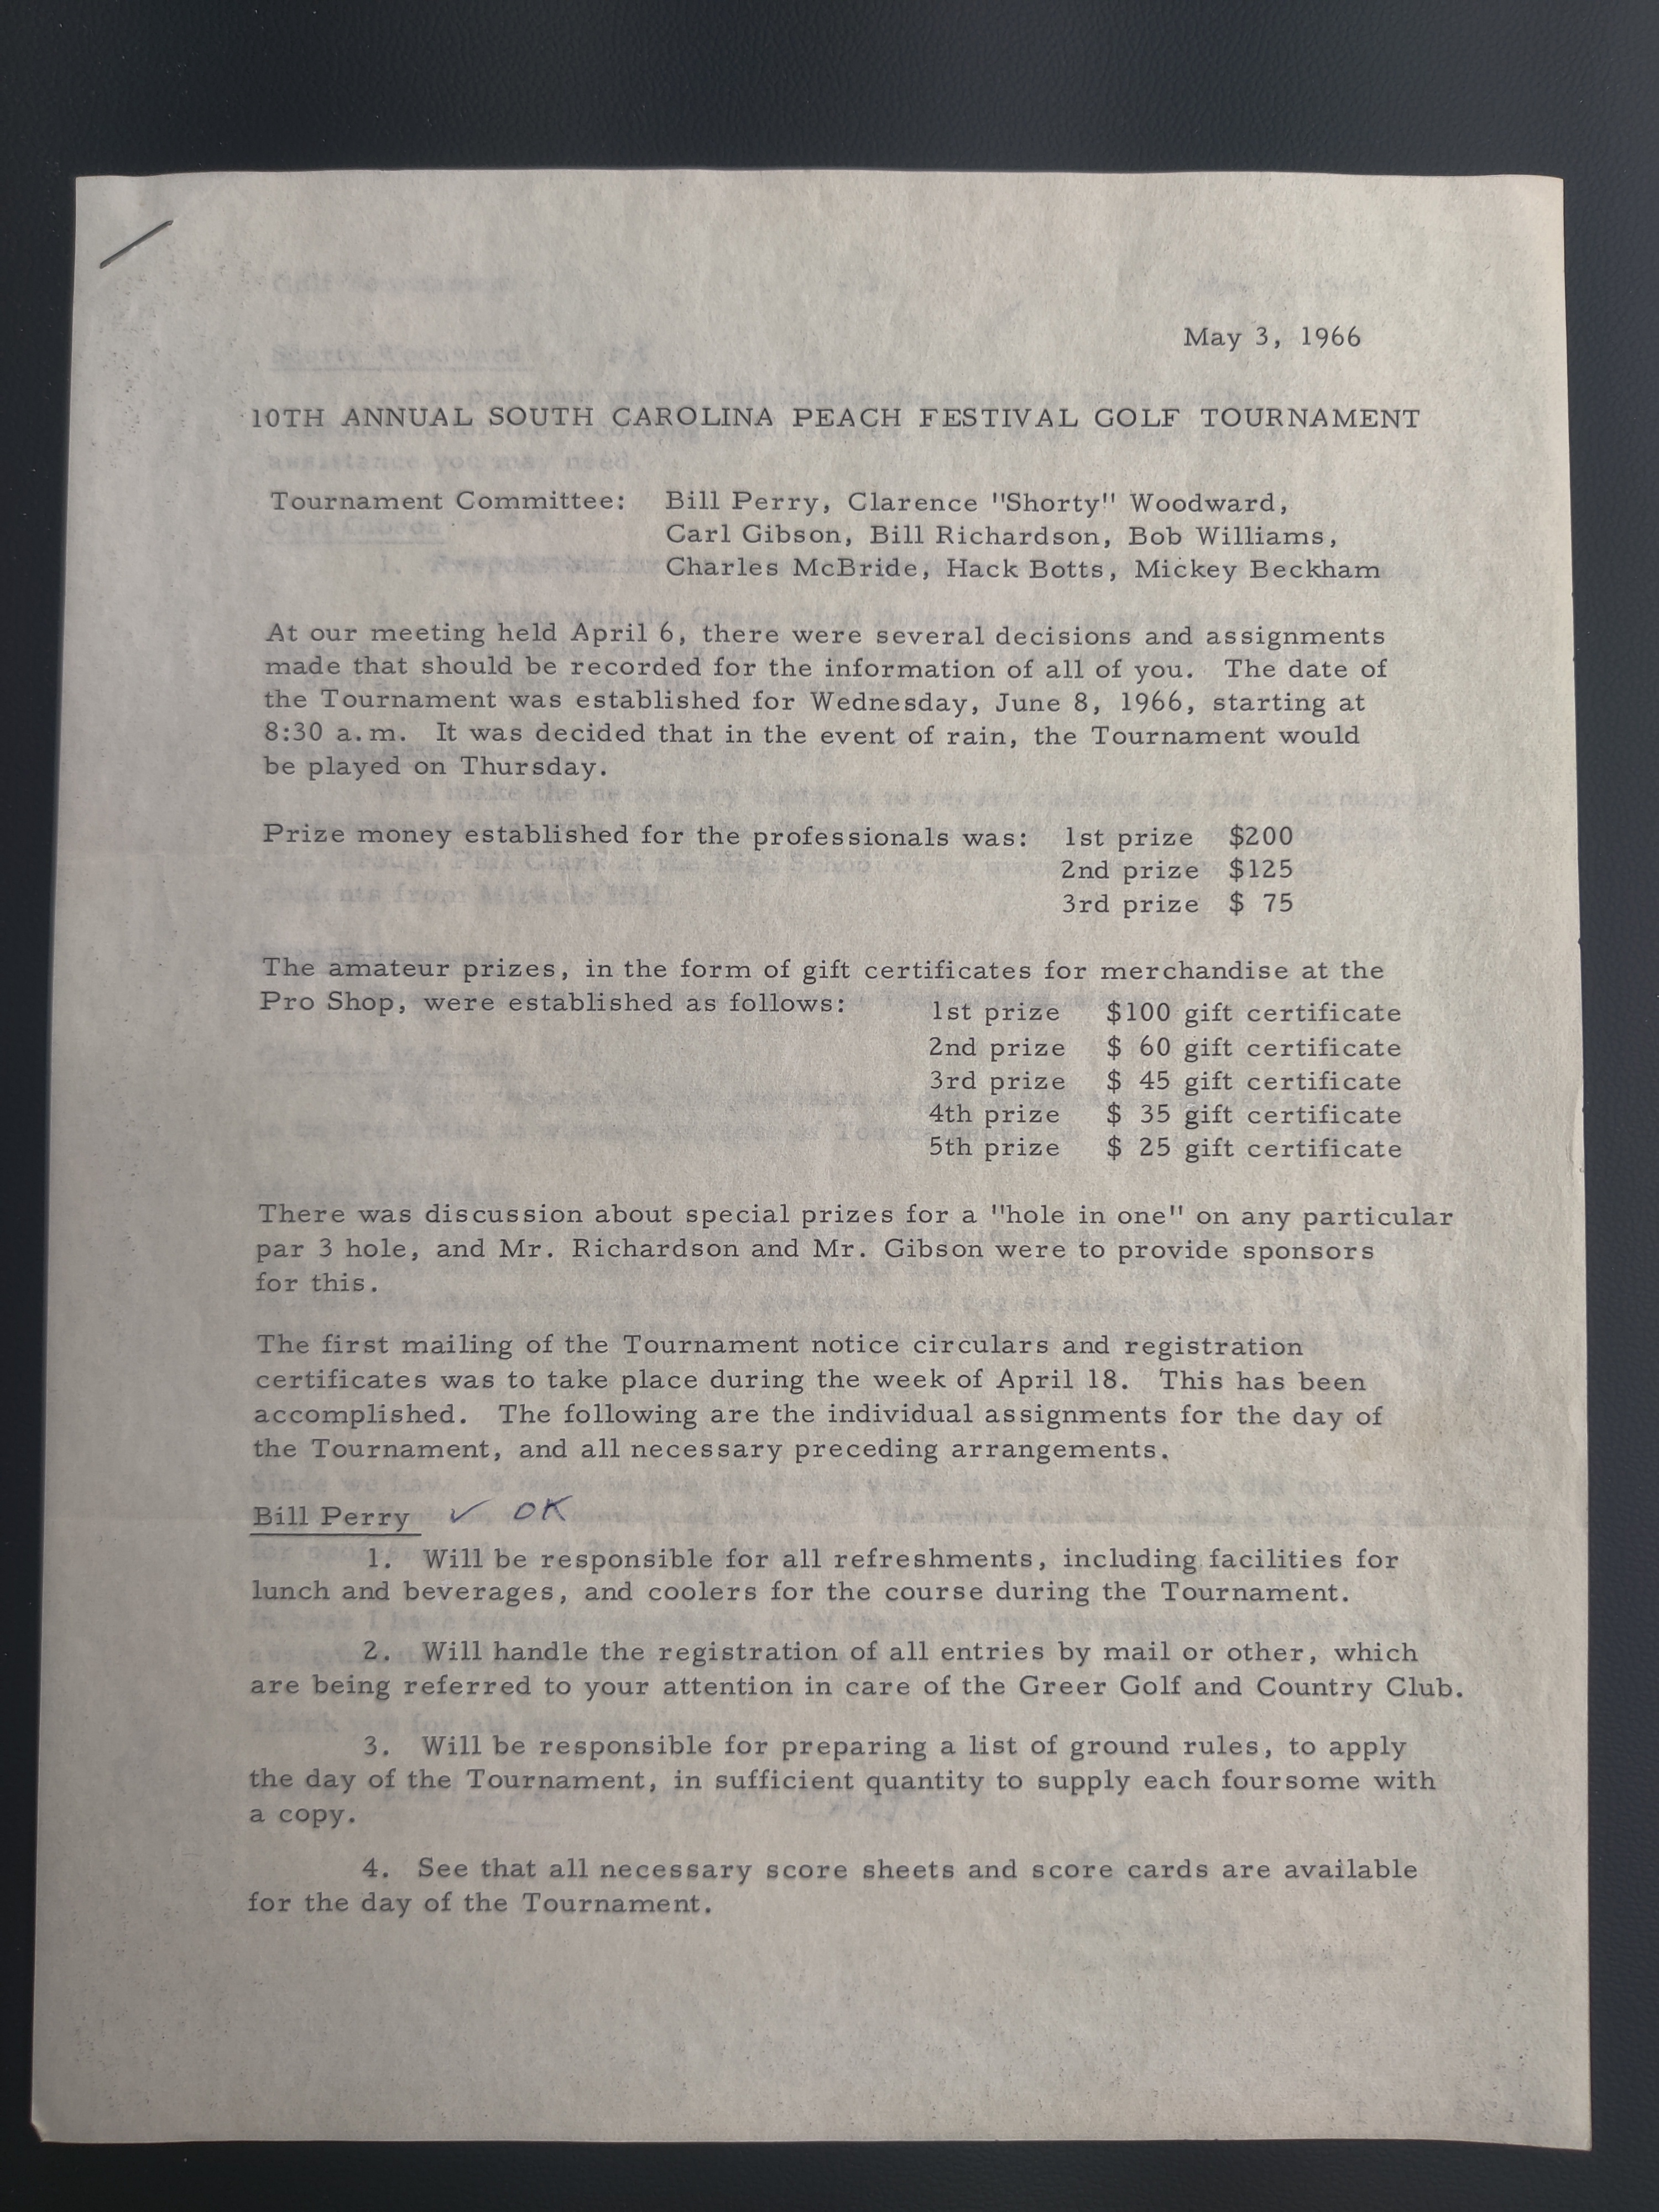 May 3, 1966
10TH ANNUAL SOUTH CAROLINA PEACH FESTIVAL GOLF TOURNAMENT
Tournament Committee: Bill Perry, Clarence "Shorty" Woodward,
Carl Gibson, Bill Richardson, Bob Williams,
Charles McBride, Hack Botts, Mickey Beckham
At our meeting held April 6, there were several decisions and assignments
made that should be recorded for the information of all of you. The date of
the Tournament was established for Wednesday, June 8, 1966, starting at
8:30 a.m. It was decided that in the event of rain, the Tournament would
be played on Thursday.
Prize money established for the professionals was: 1st prize $200
2nd prize $125
3rd prize $ 75
The amateur prizes, in the form of gift certificates for merchandise at the
Pro Shop, were established as follows: 1st prize $100 gift certificate
2nd prize $ 60 gift certificate
3rd prize $ 45 gift certificate
4th prize $ 35 gift certificate
5th prize $ 25 gift certificate
There was discussion about special prizes for a "hole in one" on any particular
par 3 hole, and Mr. Richardson and Mr. Gibson were to provide sponsors
for this.
The first mailing of the Tournament notice circulars and registration
certificates was to take place during the week of April 18. This has been
accomplished. The following are the individual assignments for the day of
the Tournament, and all necessary preceding arrangements.
Bill Perry ✓ OK
1. Will be responsible for all refreshments, including facilities for
lunch and beverages, and coolers for the course during the Tournament.
2. Will handle the registration of all entries by mail or other, which
are being referred to your attention in care of the Greer Golf and Country Club.
3. Will be responsible for preparing a list of ground rules, to apply
the day of the Tournament, in sufficient quantity to supply each foursome with
a copy.
4. See that all necessary score sheets and score cards are available
for the day of the Tournament.